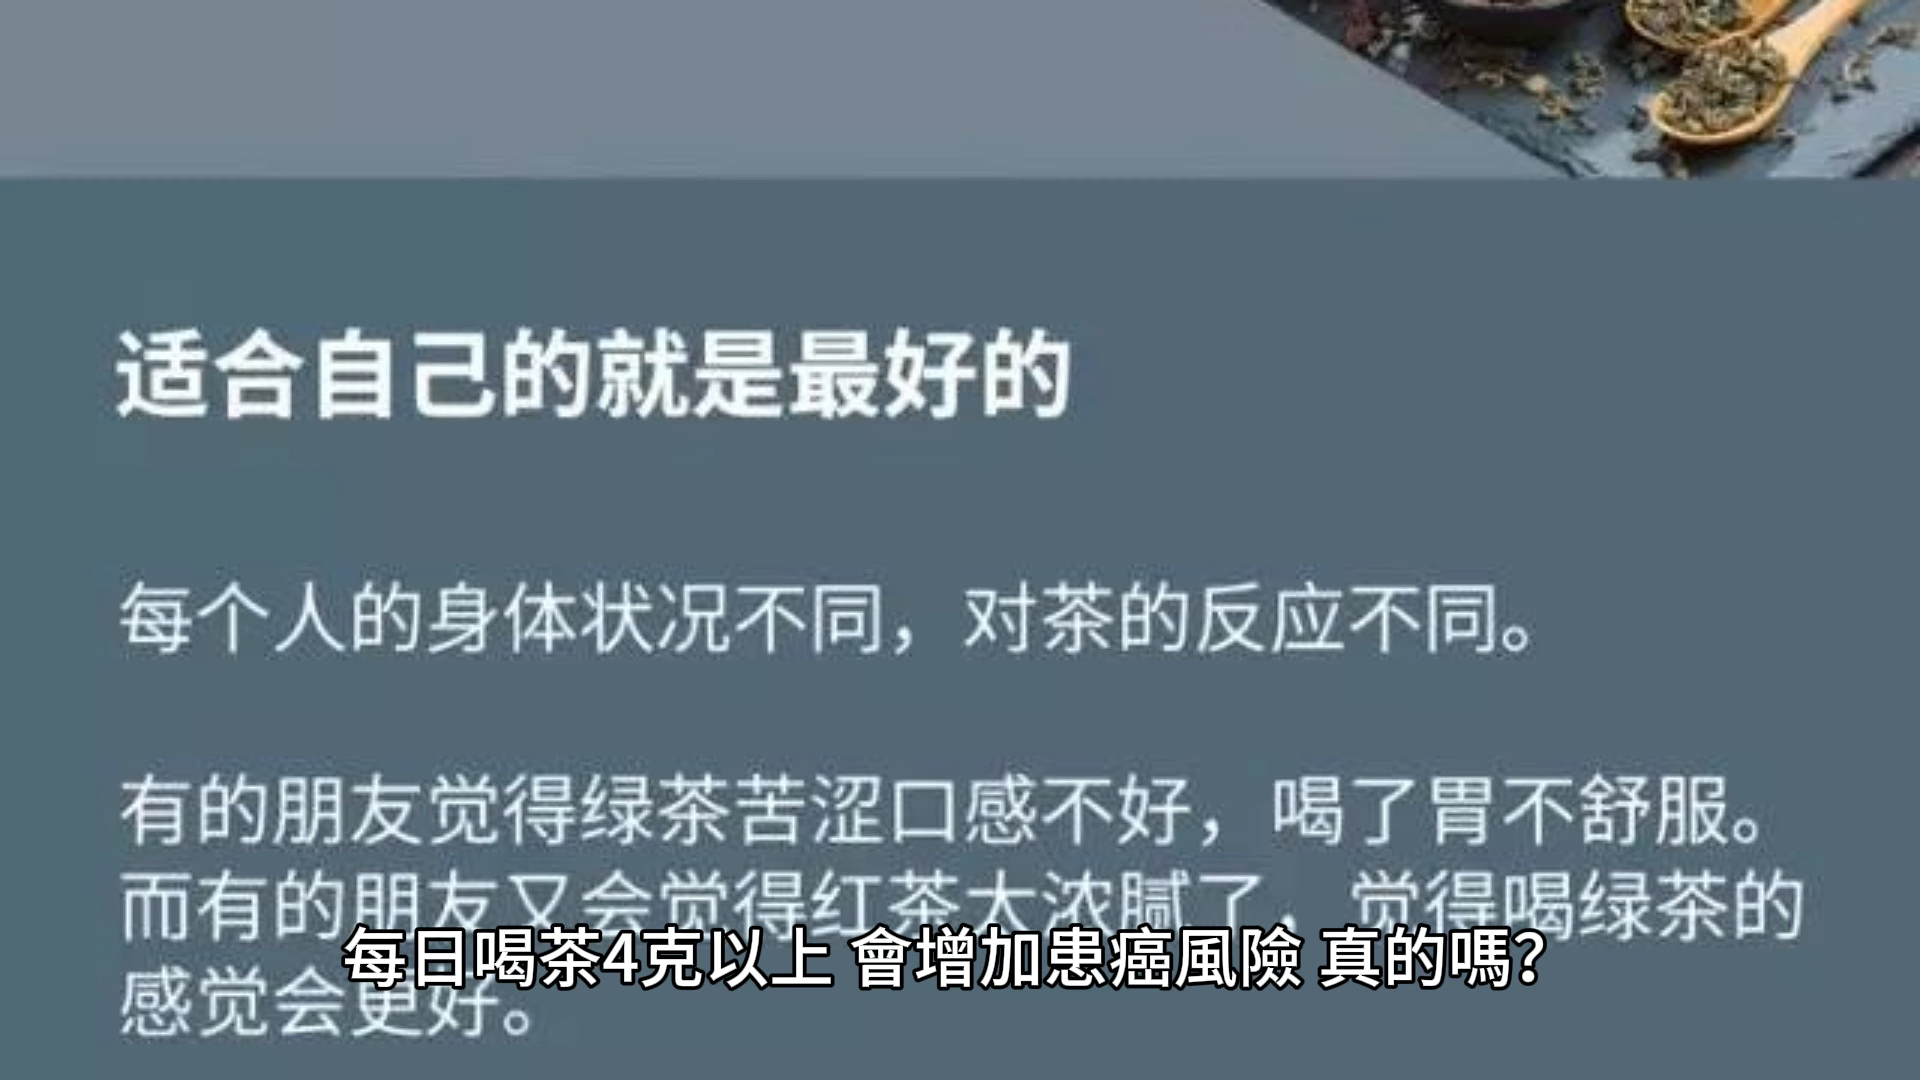 适合自己的就是最好的
每个人的身体状况不同，对茶的反应不同。
有的朋友觉得绿茶苦涩口感不好，喝了胃不舒服。
而有的朋友又会觉得红茶太浓腻了，觉得喝绿茶的
感觉会更好。
每日喝茶4克以上 會增加患癌風險 真的嗎？